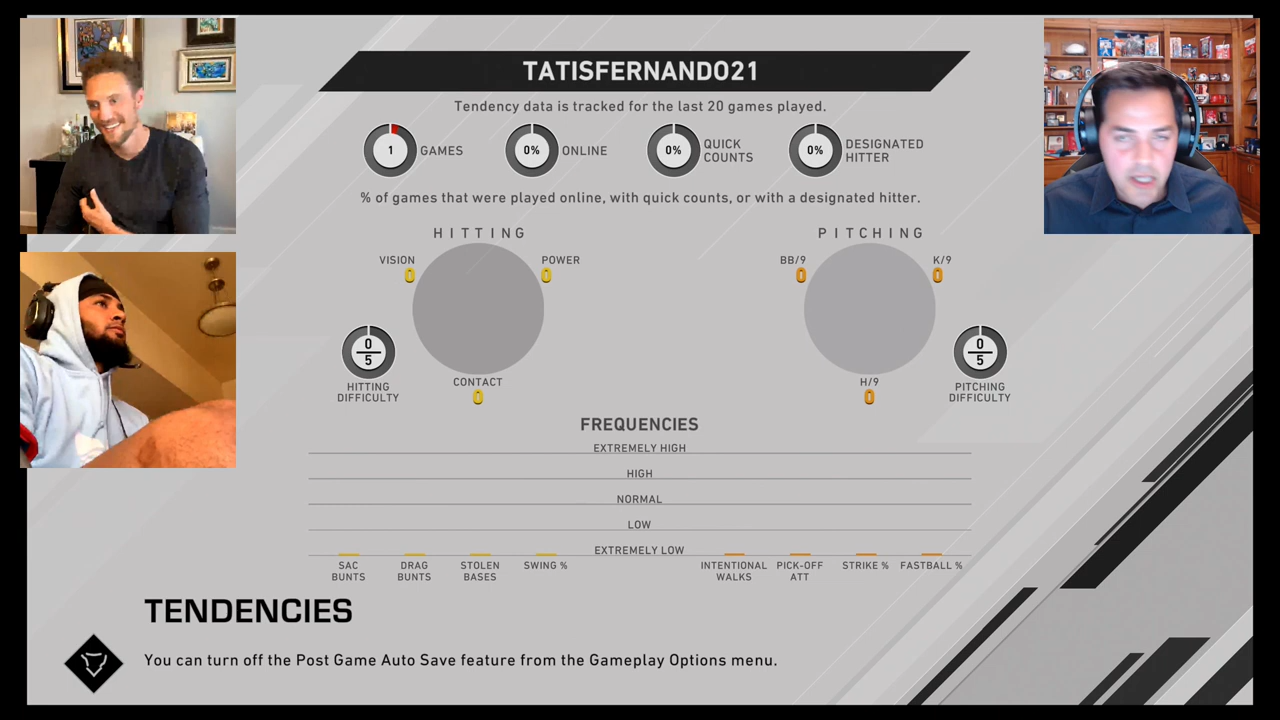 TATISFERNANDO21
Tendency data is tracked for the last 20 games played.
1 GAMES
0% ONLINE
0% QUICK COUNTS
0% DESIGNATED HITTER
% of games that were played online, with quick counts, or with a designated hitter.
HITTING
VISION
0
POWER
0
0
5
HITTING
DIFFICULTY
CONTACT
0
PITCHING
BB/9
0
K/9
0
H/9
0
0
5
PITCHING
DIFFICULTY
FREQUENCIES
EXTREMELY HIGH
HIGH
NORMAL
LOW
EXTREMELY LOW
SAC
BUNTS
DRAG
BUNTS
STOLEN
BASES
SWING %
INTENTIONAL
WALKS
PICK-OFF
ATT
STRIKE %
FASTBALL %
TENDENCIES
You can turn off the Post Game Auto Save feature from the Gameplay Options menu.